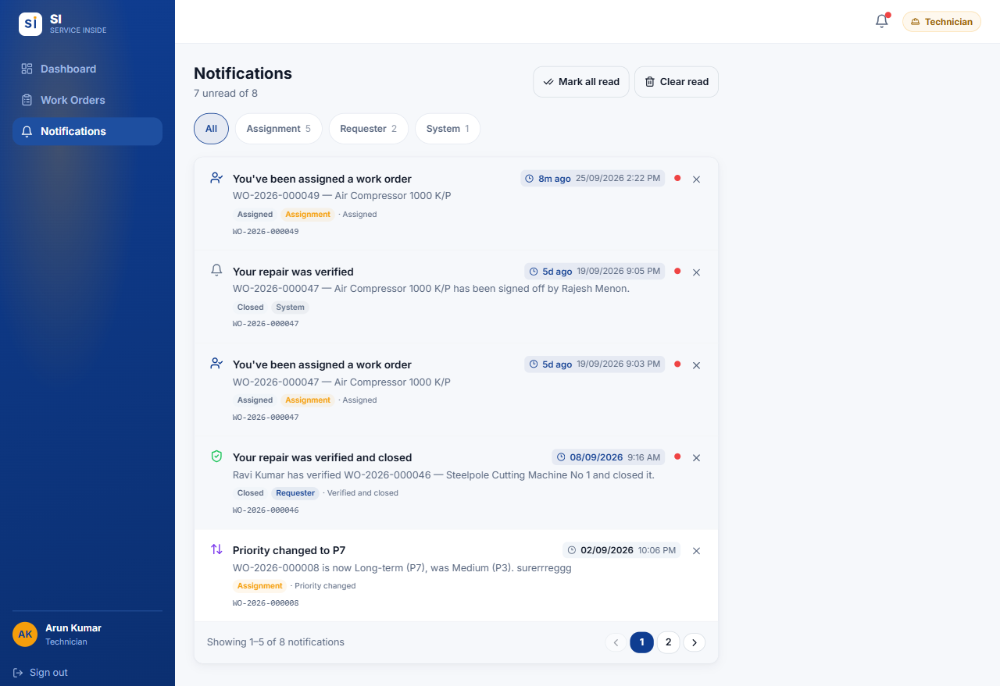 si
SI
SERVICE INSIDE
Dashboard
Work Orders
Notifications
AK
Arun Kumar
Technician
Sign out
Technician
Notifications
7 unread of 8
Mark all read
Clear read
All
Assignment 5
Requester 2
System 1
You've been assigned a work order
8m ago 25/09/2026 2:22 PM
WO-2026-000049 — Air Compressor 1000 K/P
Assigned Assignment · Assigned
WO-2026-000049
Your repair was verified
5d ago 19/09/2026 9:05 PM
WO-2026-000047 — Air Compressor 1000 K/P has been signed off by Rajesh Menon.
Closed System
WO-2026-000047
You've been assigned a work order
5d ago 19/09/2026 9:03 PM
WO-2026-000047 — Air Compressor 1000 K/P
Assigned Assignment · Assigned
WO-2026-000047
Your repair was verified and closed
08/09/2026 9:16 AM
Ravi Kumar has verified WO-2026-000046 — Steelpole Cutting Machine No 1 and closed it.
Closed Requester · Verified and closed
WO-2026-000046
Priority changed to P7
02/09/2026 10:06 PM
WO-2026-000008 is now Long-term (P7), was Medium (P3). surerrreggg
Assignment · Priority changed
WO-2026-000008
Showing 1–5 of 8 notifications
1 2